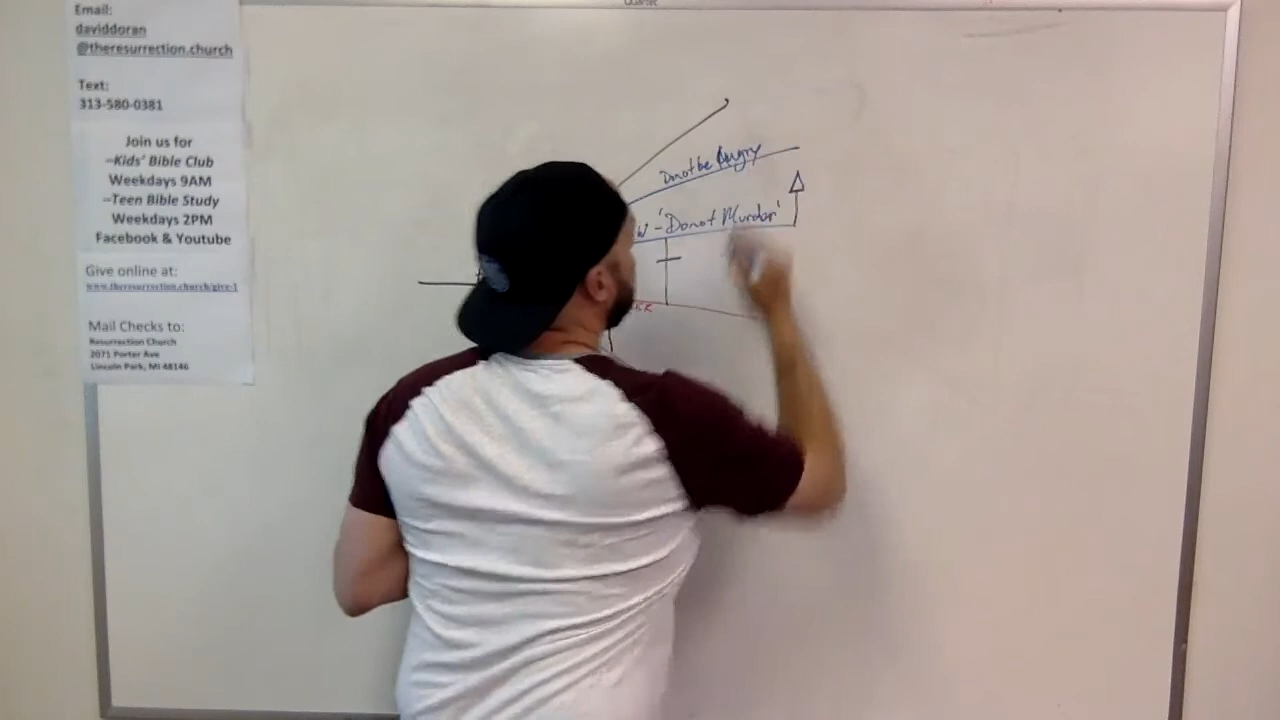 Quartet
Email:
daviddoran
@theresurrection.church
Text:
313-580-0381
Join us for
–Kids' Bible Club
Weekdays 9AM
–Teen Bible Study
Weekdays 2PM
Facebook & Youtube
Give online at:
www.theresurrection.church/give-1
Mail Checks to:
Resurrection Church
2071 Porter Ave
Lincoln Park, MI 48146
Do not be Angry
W - 'Do not Murder'